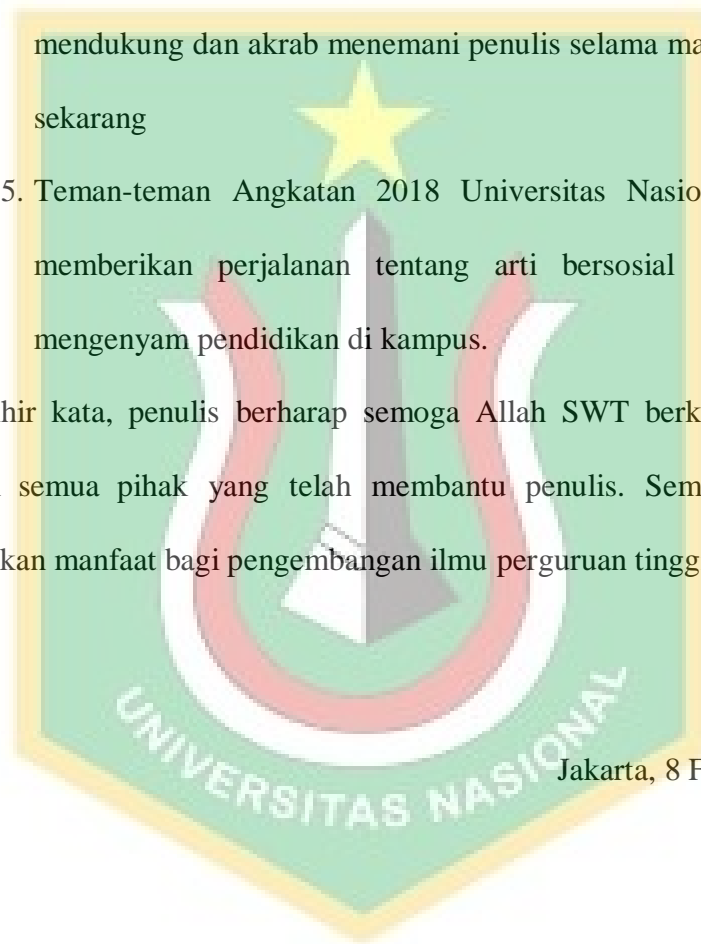 mendukung dan akrab menemani penulis selama ma
sekarang
5. Teman-teman Angkatan 2018 Universitas Nasio
memberikan perjalanan tentang arti bersosial
mengenyam pendidikan di kampus.
hir kata, penulis berharap semoga Allah SWT berk
semua pihak yang telah membantu penulis. Sem
kan manfaat bagi pengembangan ilmu perguruan tingg
Jakarta, 8 F
UNIVERSITAS NASIONAL